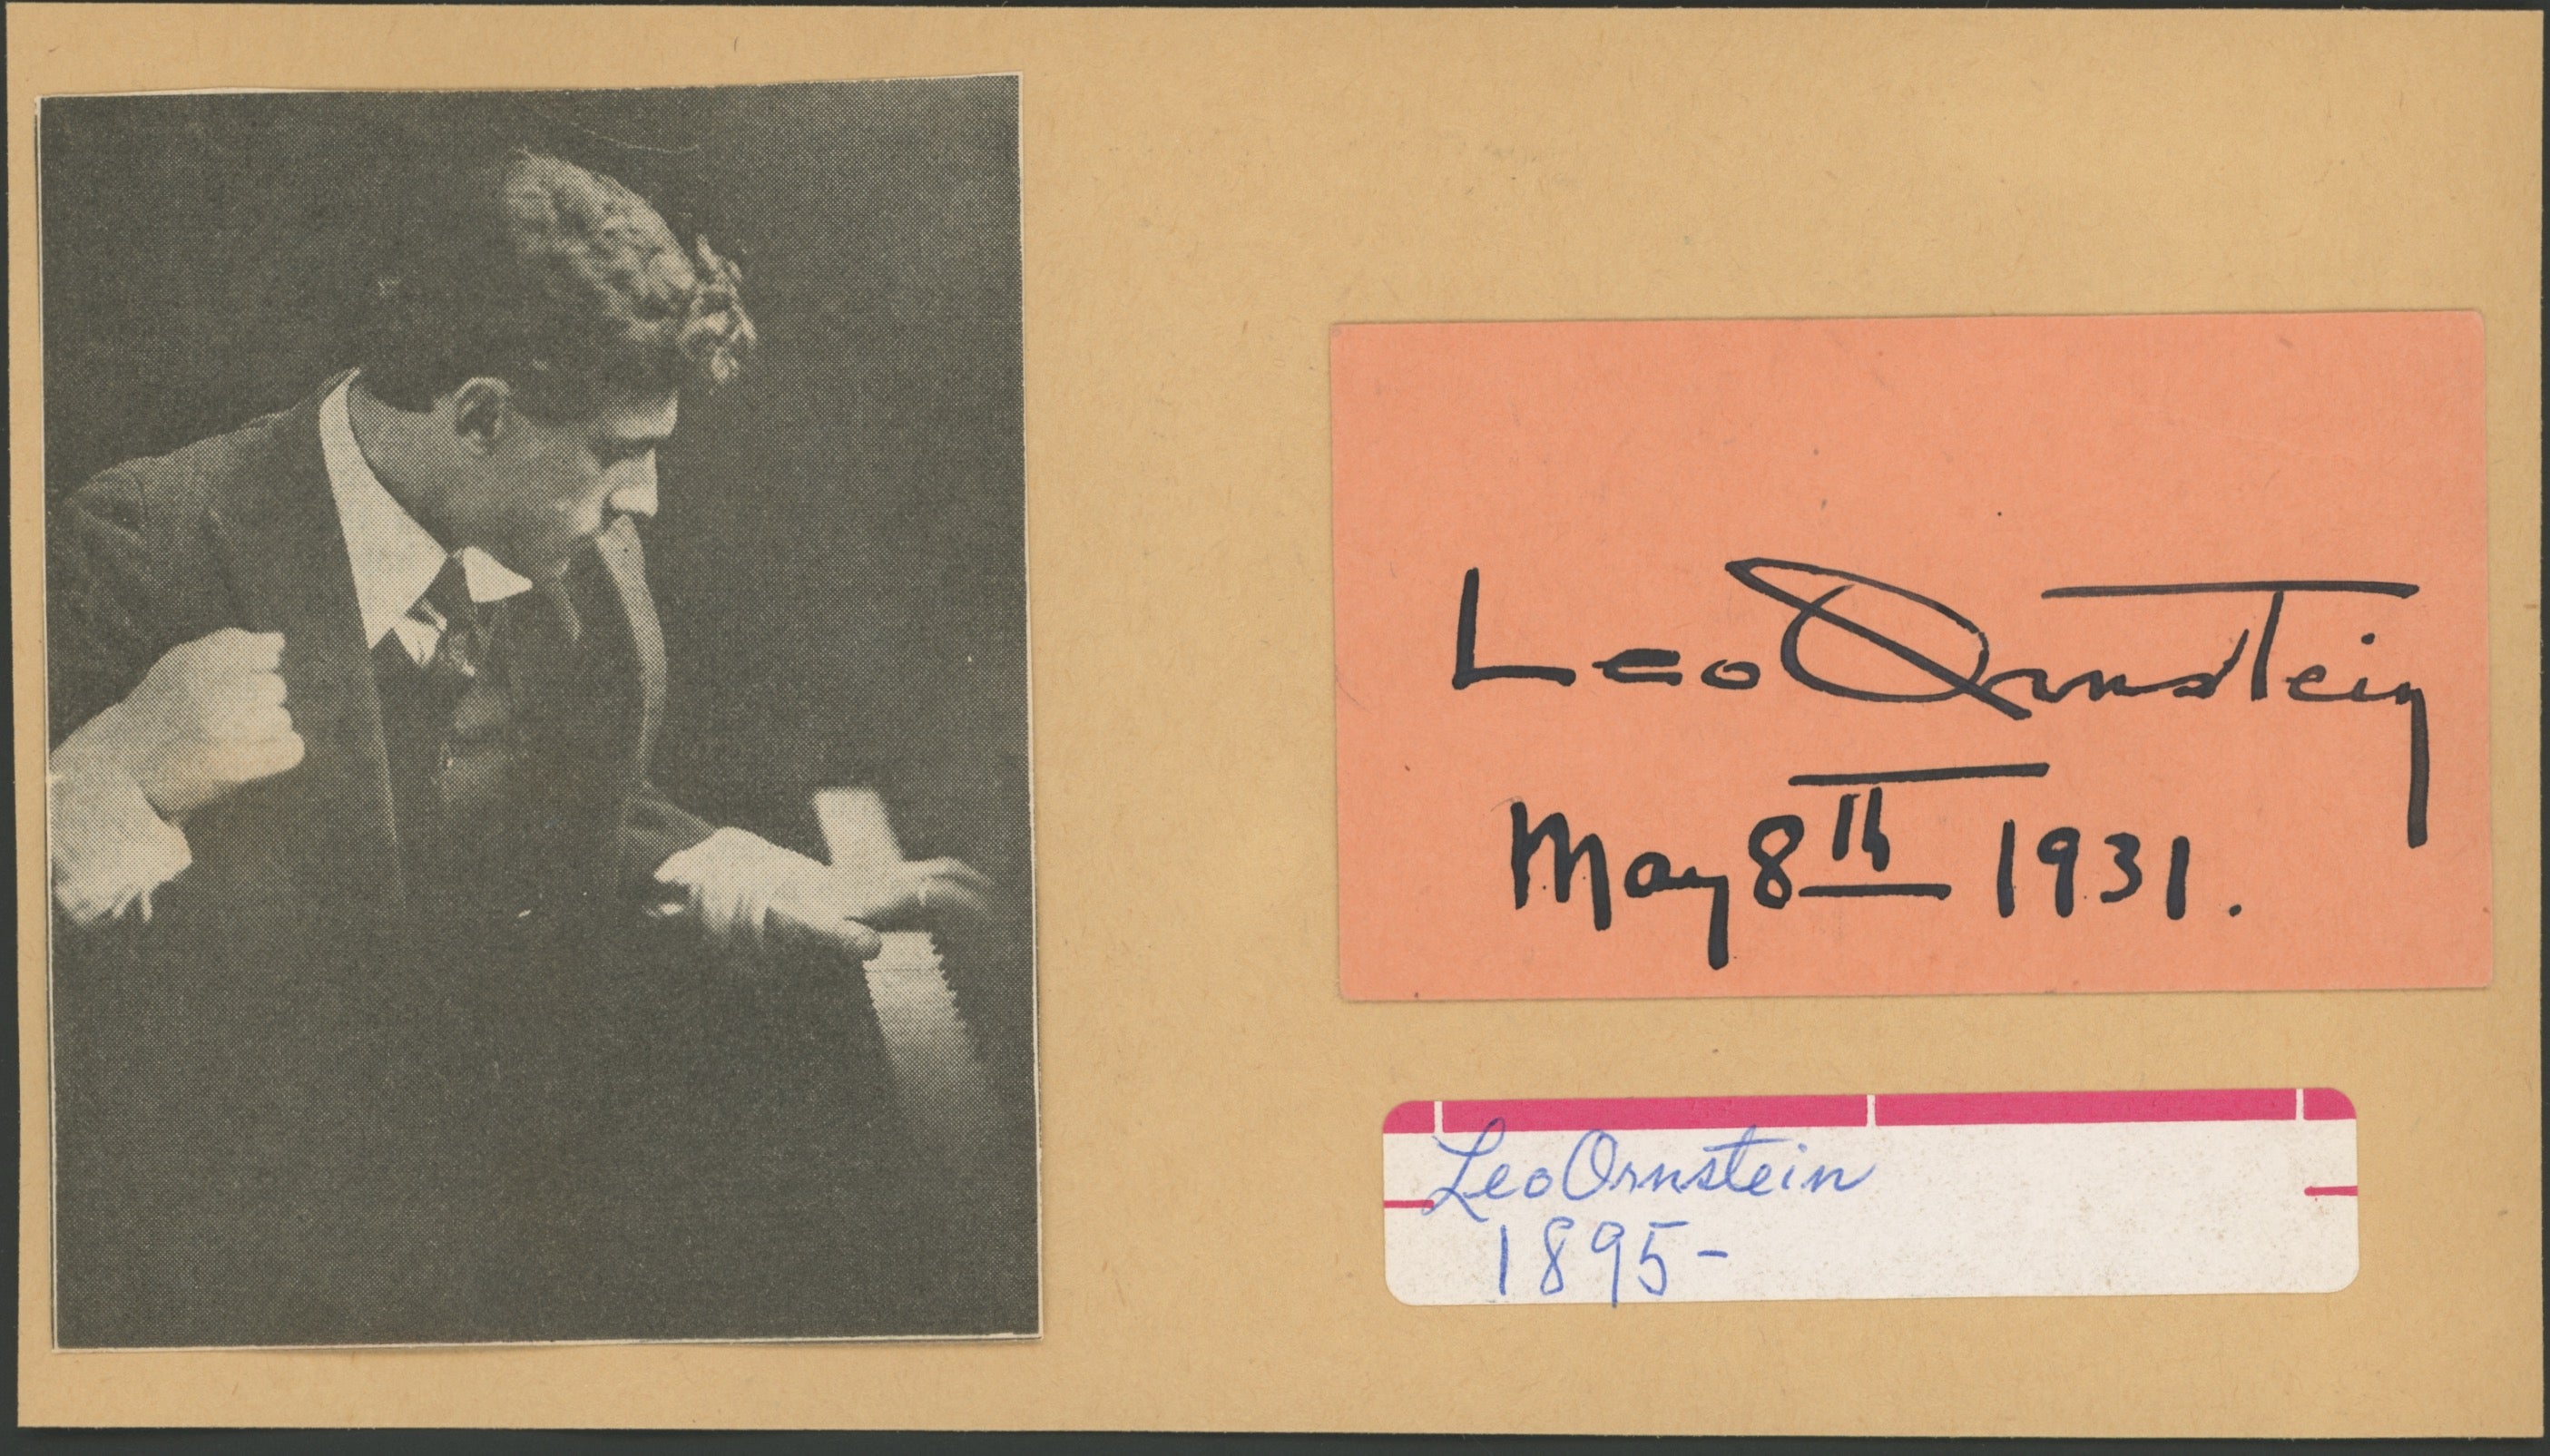 Leo Ornstein
May 8th 1931.
Leo Ornstein
1895-